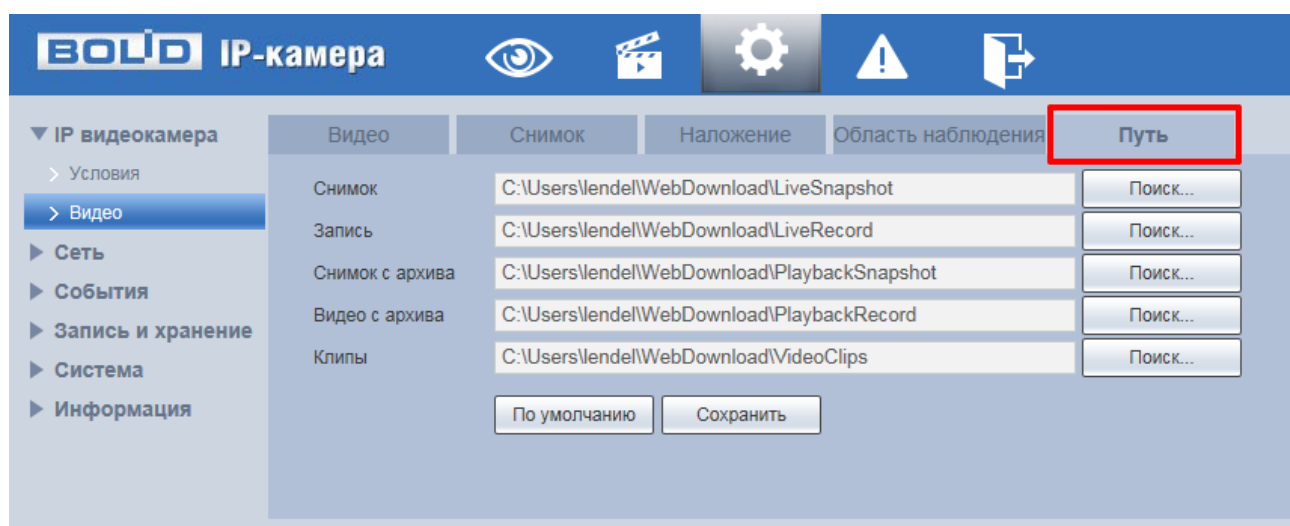 BOLID IP-камера
IP видеокамера
Условия
Видео
Сеть
События
Запись и хранение
Система
Информация
Видео Снимок Наложение Область наблюдения Путь
Снимок C:\Users\lendel\WebDownload\LiveSnapshot Поиск...
Запись C:\Users\lendel\WebDownload\LiveRecord Поиск...
Снимок с архива C:\Users\lendel\WebDownload\PlaybackSnapshot Поиск...
Видео с архива C:\Users\lendel\WebDownload\PlaybackRecord Поиск...
Клипы C:\Users\lendel\WebDownload\VideoClips Поиск...
По умолчанию Сохранить